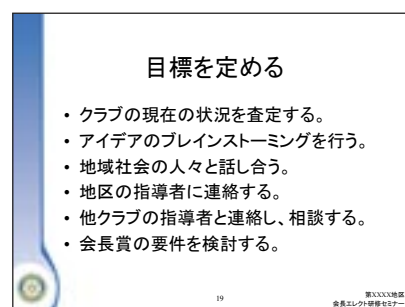 目標を定める
• クラブの現在の状況を査定する。
• アイデアのブレインストーミングを行う。
• 地域社会の人々と話し合う。
• 地区の指導者に連絡する。
• 他クラブの指導者と連絡し、相談する。
• 会長賞の要件を検討する。
19
第XXXX地区
会長エレクト研修セミナー